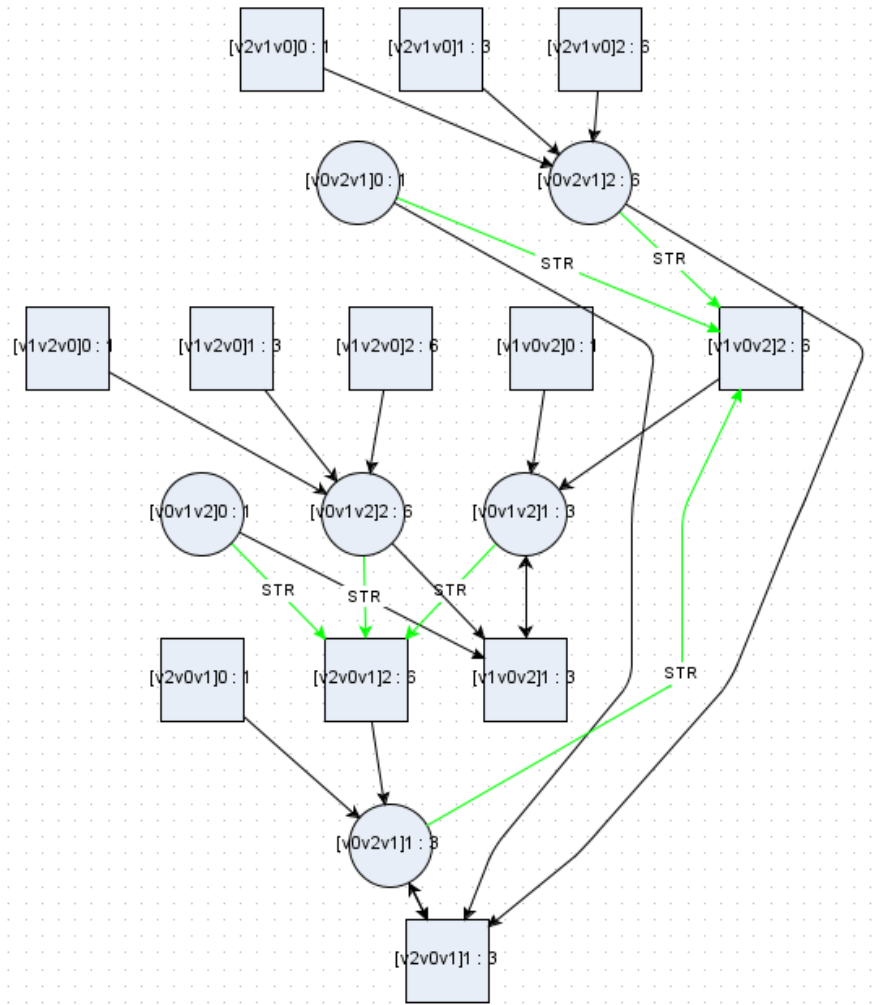 [v2v1v0]0 : 1
[v2v1v0]1 : 3
[v2v1v0]2 : 6
[v0v2v1]0 : 1
[v0v2v1]2 : 6
STR
STR
[v1v2v0]0 : 1
[v1v2v0]1 : 3
[v1v2v0]2 : 6
[v1v0v2]0 : 1
[v1v0v2]2 : 6
[v0v1v2]0 : 1
[v0v1v2]2 : 6
[v0v1v2]1 : 3
STR
STR
STR
[v2v0v1]0 : 1
[v2v0v1]2 : 6
[v1v0v2]1 : 3
STR
[v0v2v1]1 : 3
[v2v0v1]1 : 3